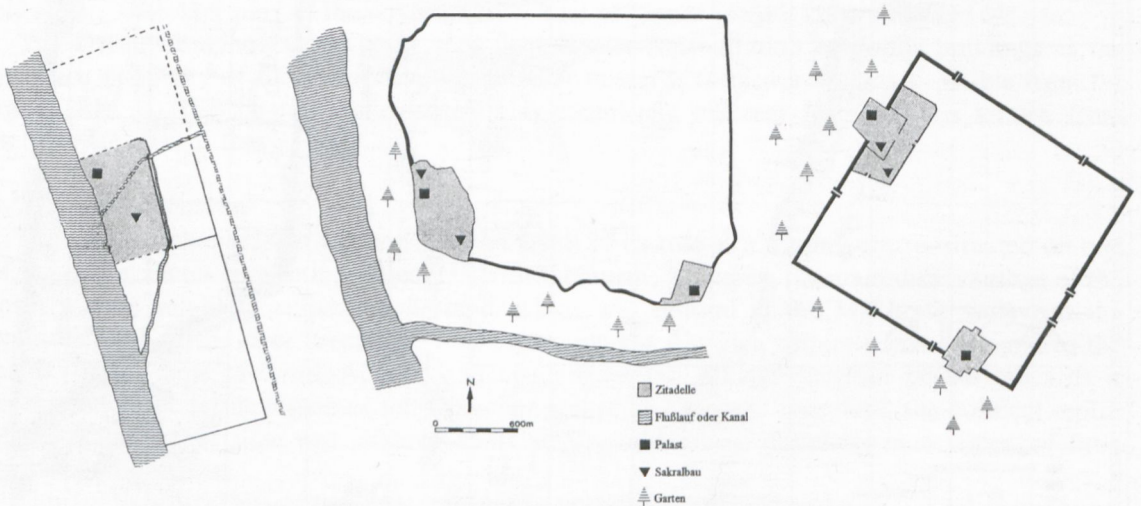 N
0 600m
Zitadelle
Flußlauf oder Kanal
Palast
Sakralbau
Garten